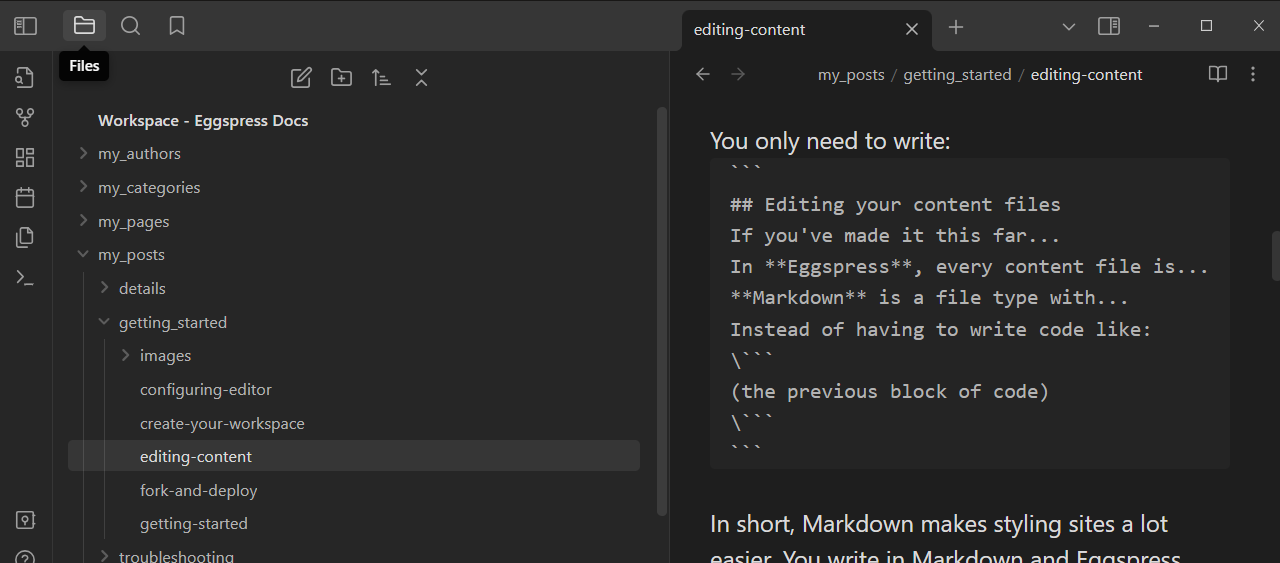 editing-content
Files
my_posts / getting_started / editing-content
Workspace - Eggspress Docs
my_authors
my_categories
my_pages
my_posts
details
getting_started
images
configuring-editor
create-your-workspace
editing-content
fork-and-deploy
getting-started
troubleshooting
You only need to write:
```
## Editing your content files
If you've made it this far...
In **Eggspress**, every content file is...
**Markdown** is a file type with...
Instead of having to write code like:
\```
(the previous block of code)
\```
```
In short, Markdown makes styling sites a lot
easier. You write in Markdown and Eggspress